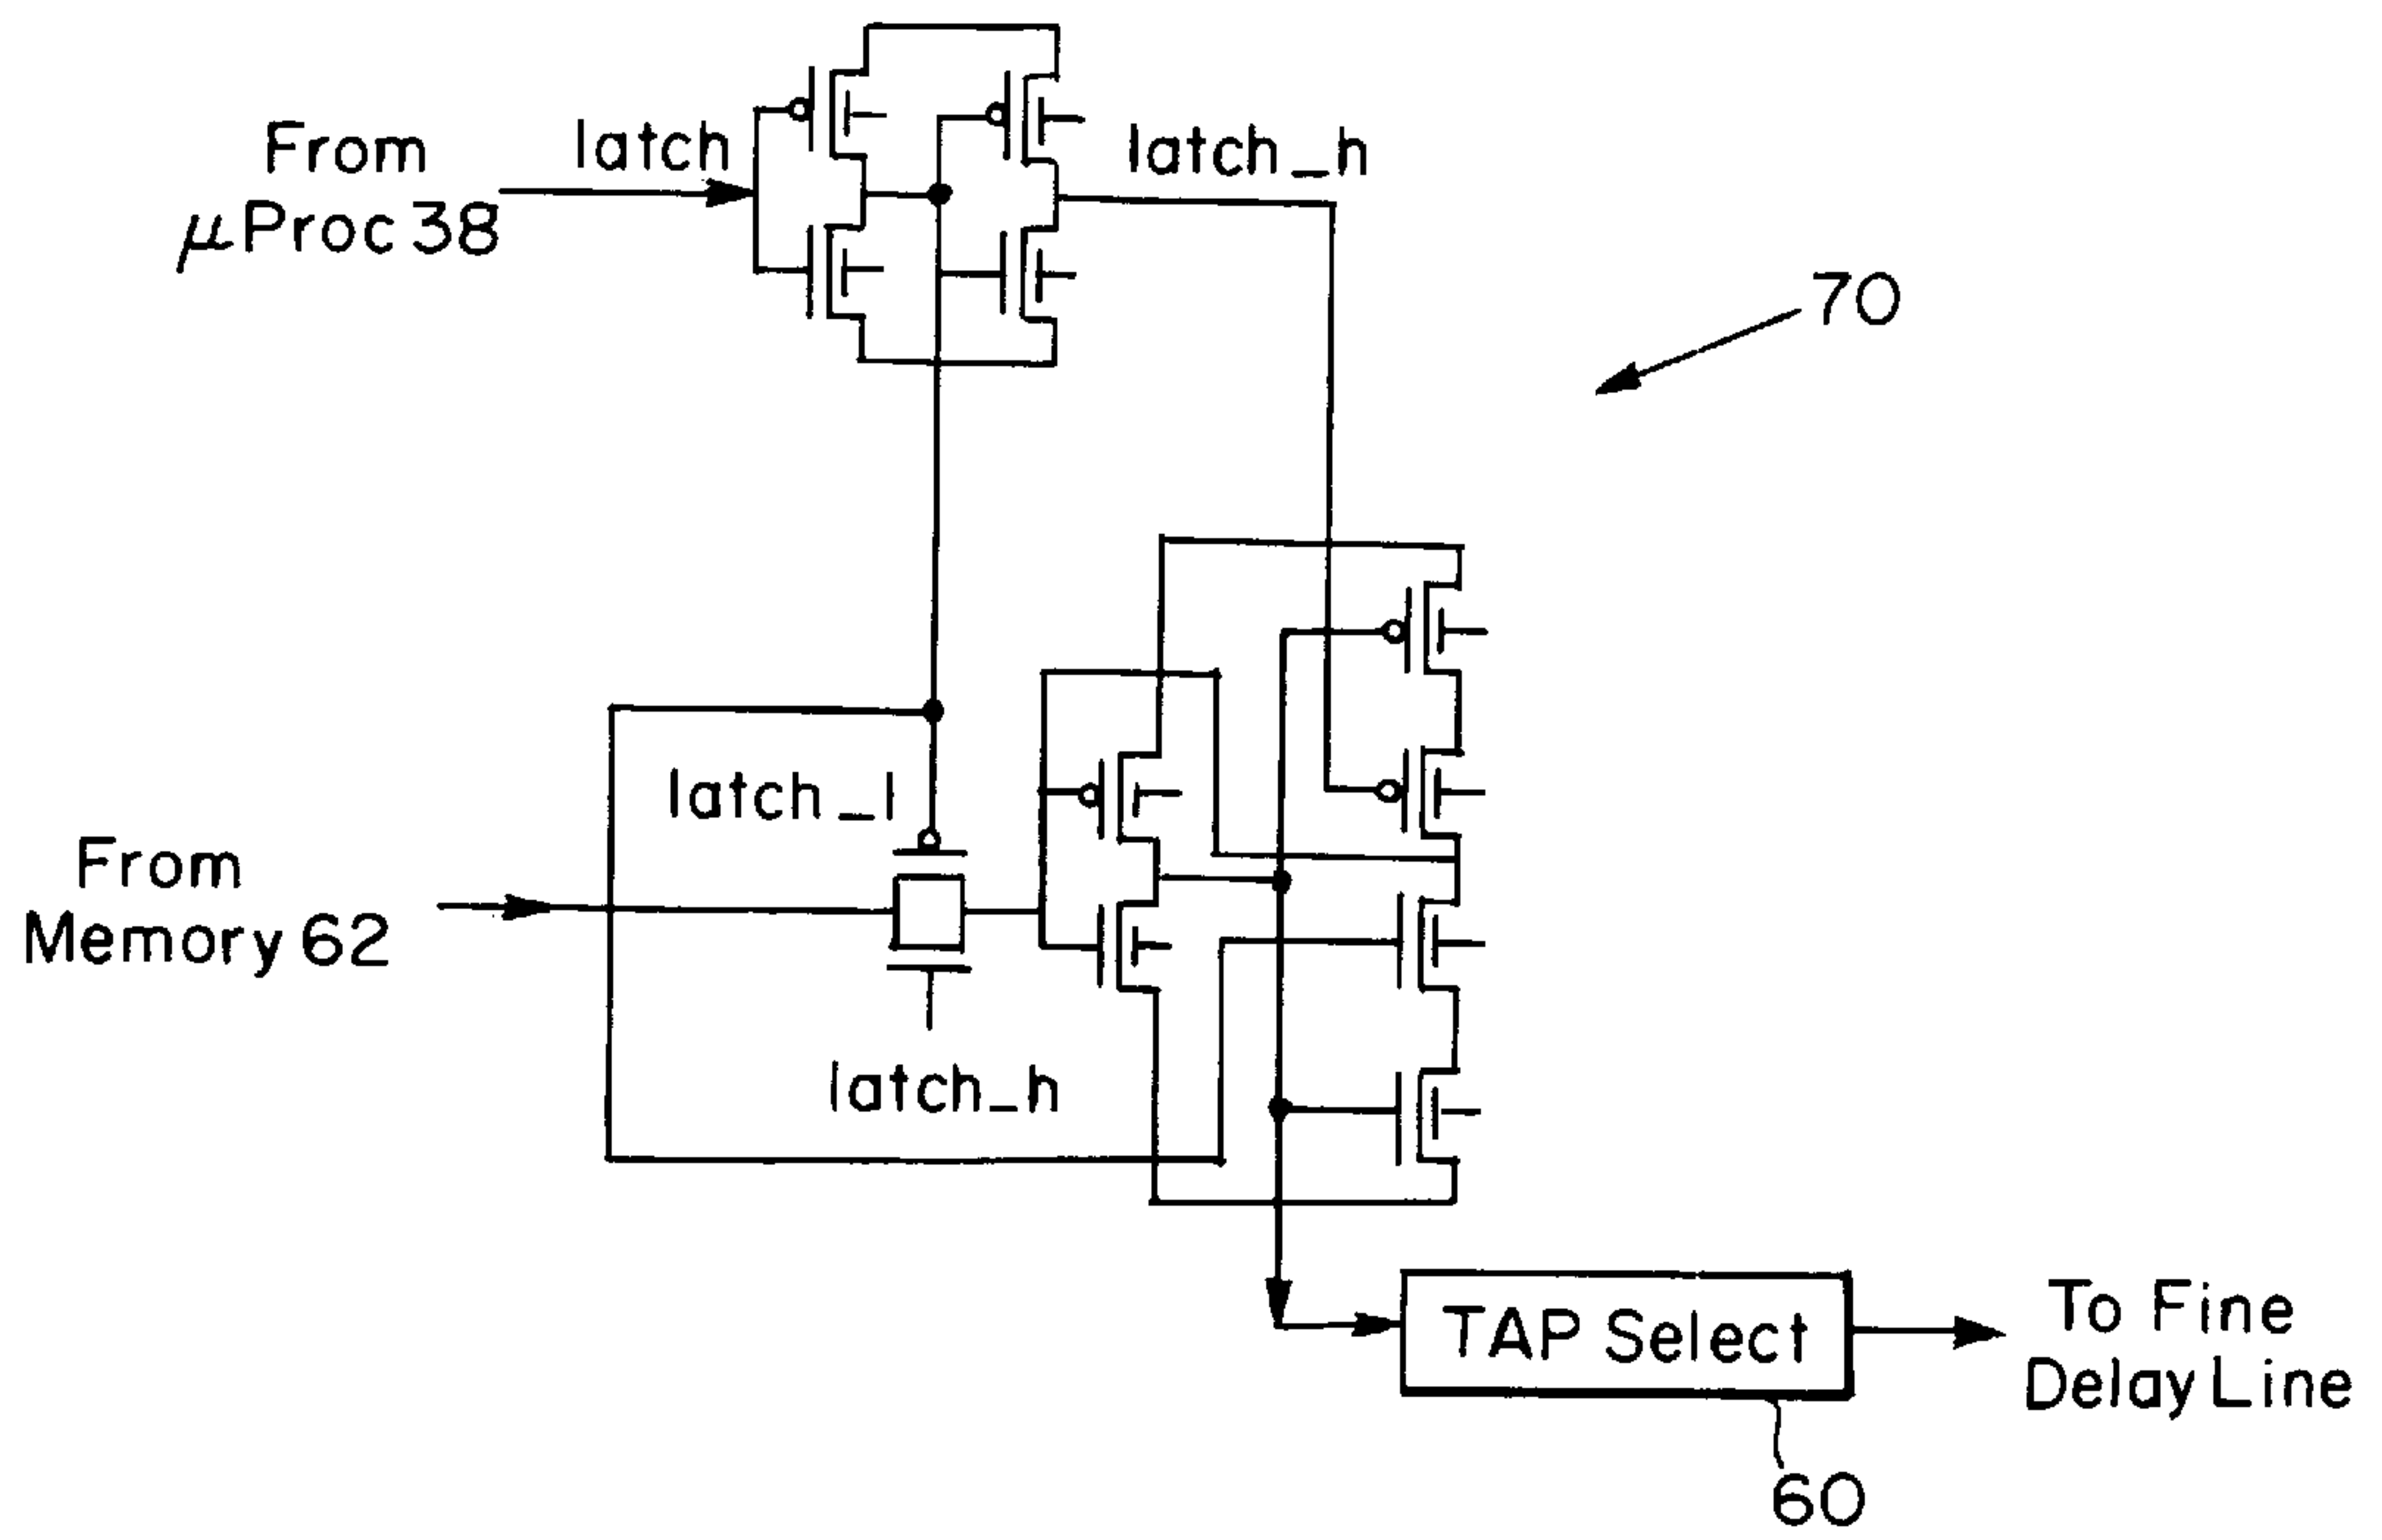 From
μProc 38
latch
latch_h
70
latch_l
From
Memory 62
latch_h
TAP Select
To Fine
Delay Line
60